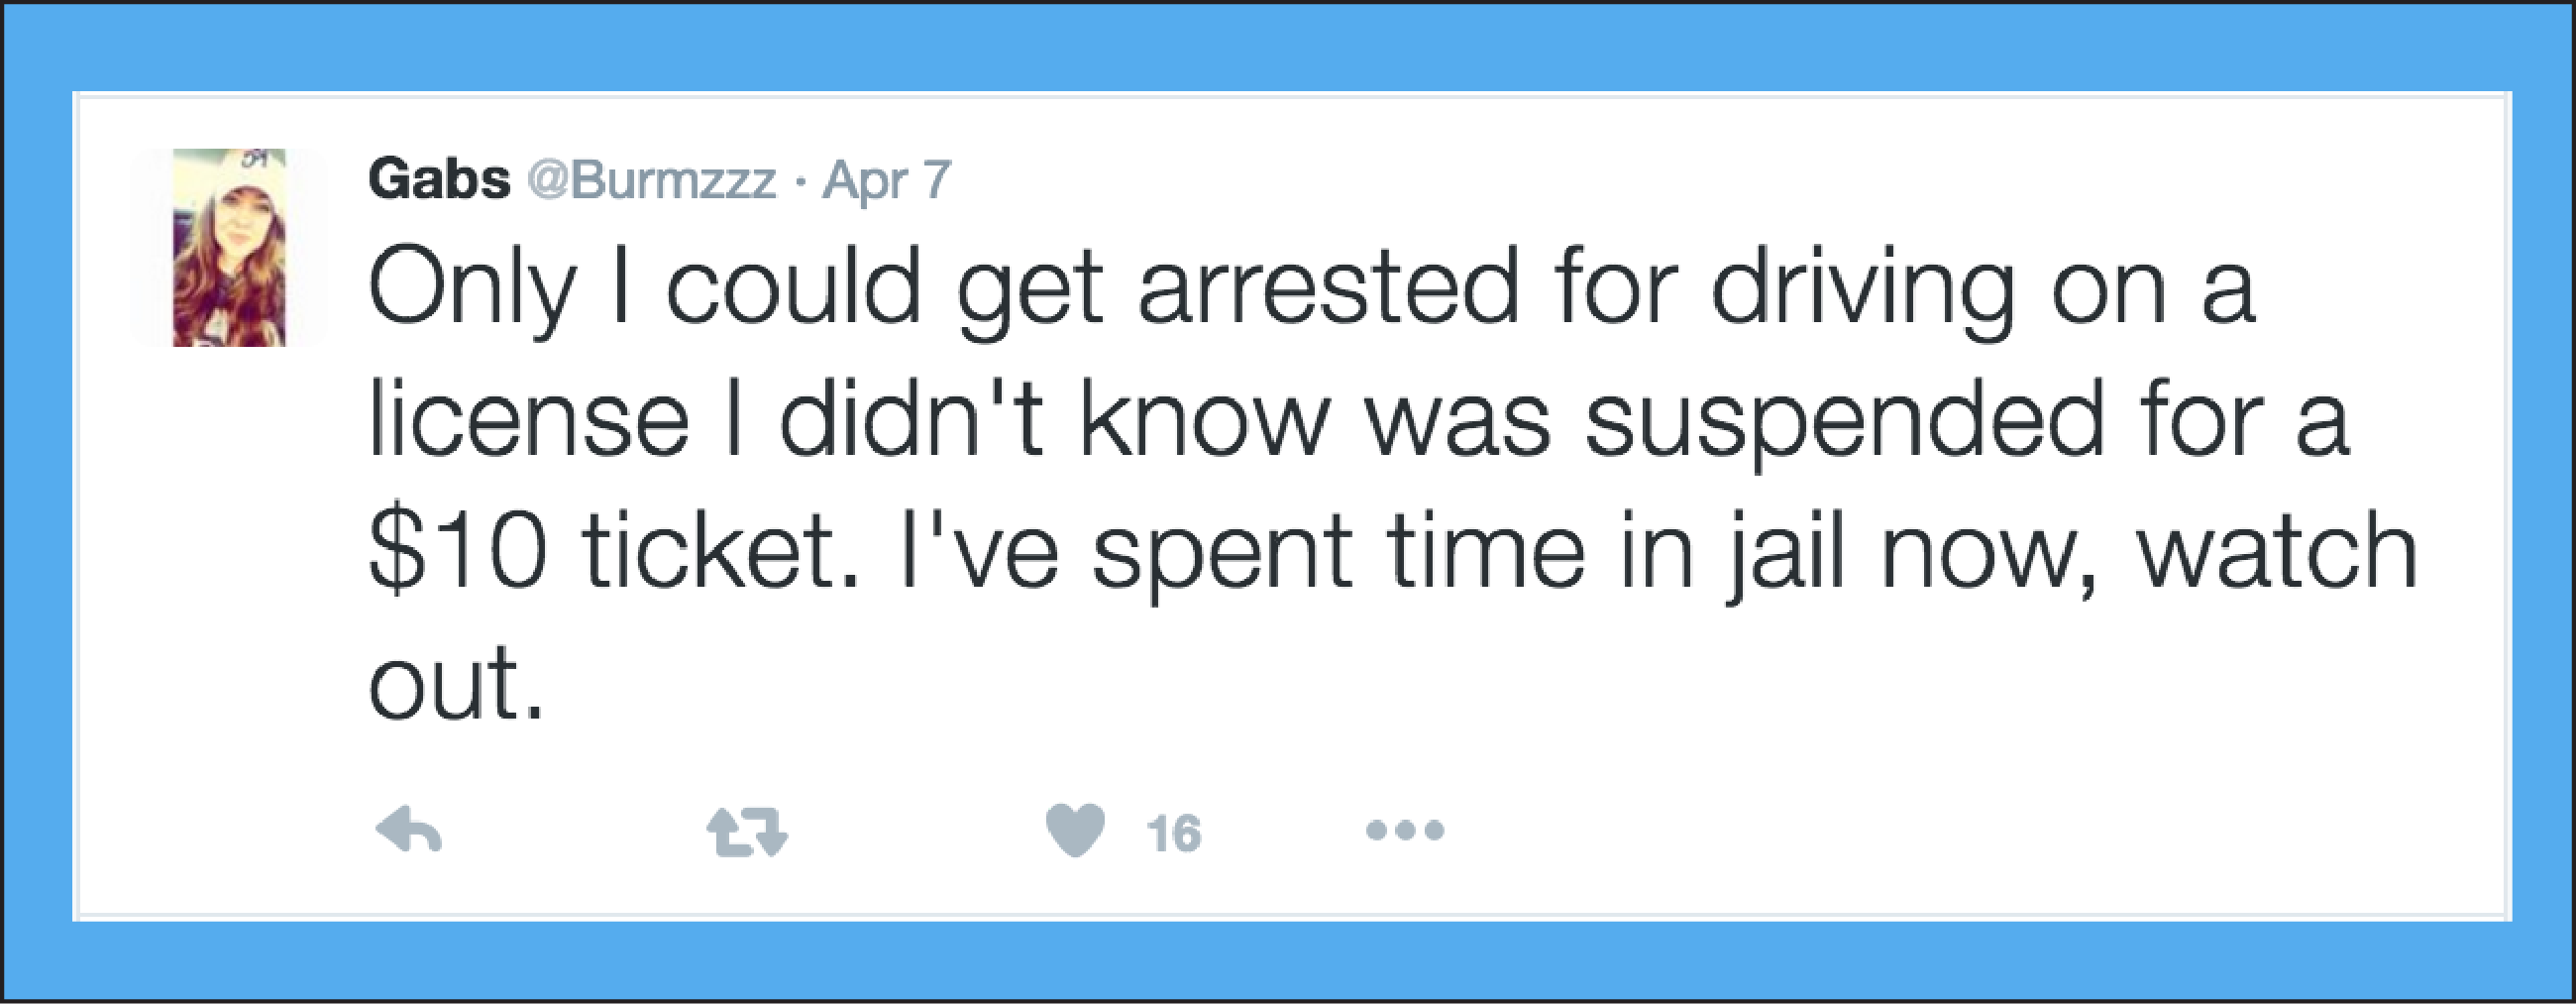 Gabs @Burmzzz · Apr 7
Only I could get arrested for driving on a
license I didn't know was suspended for a
$10 ticket. I've spent time in jail now, watch
out.
16